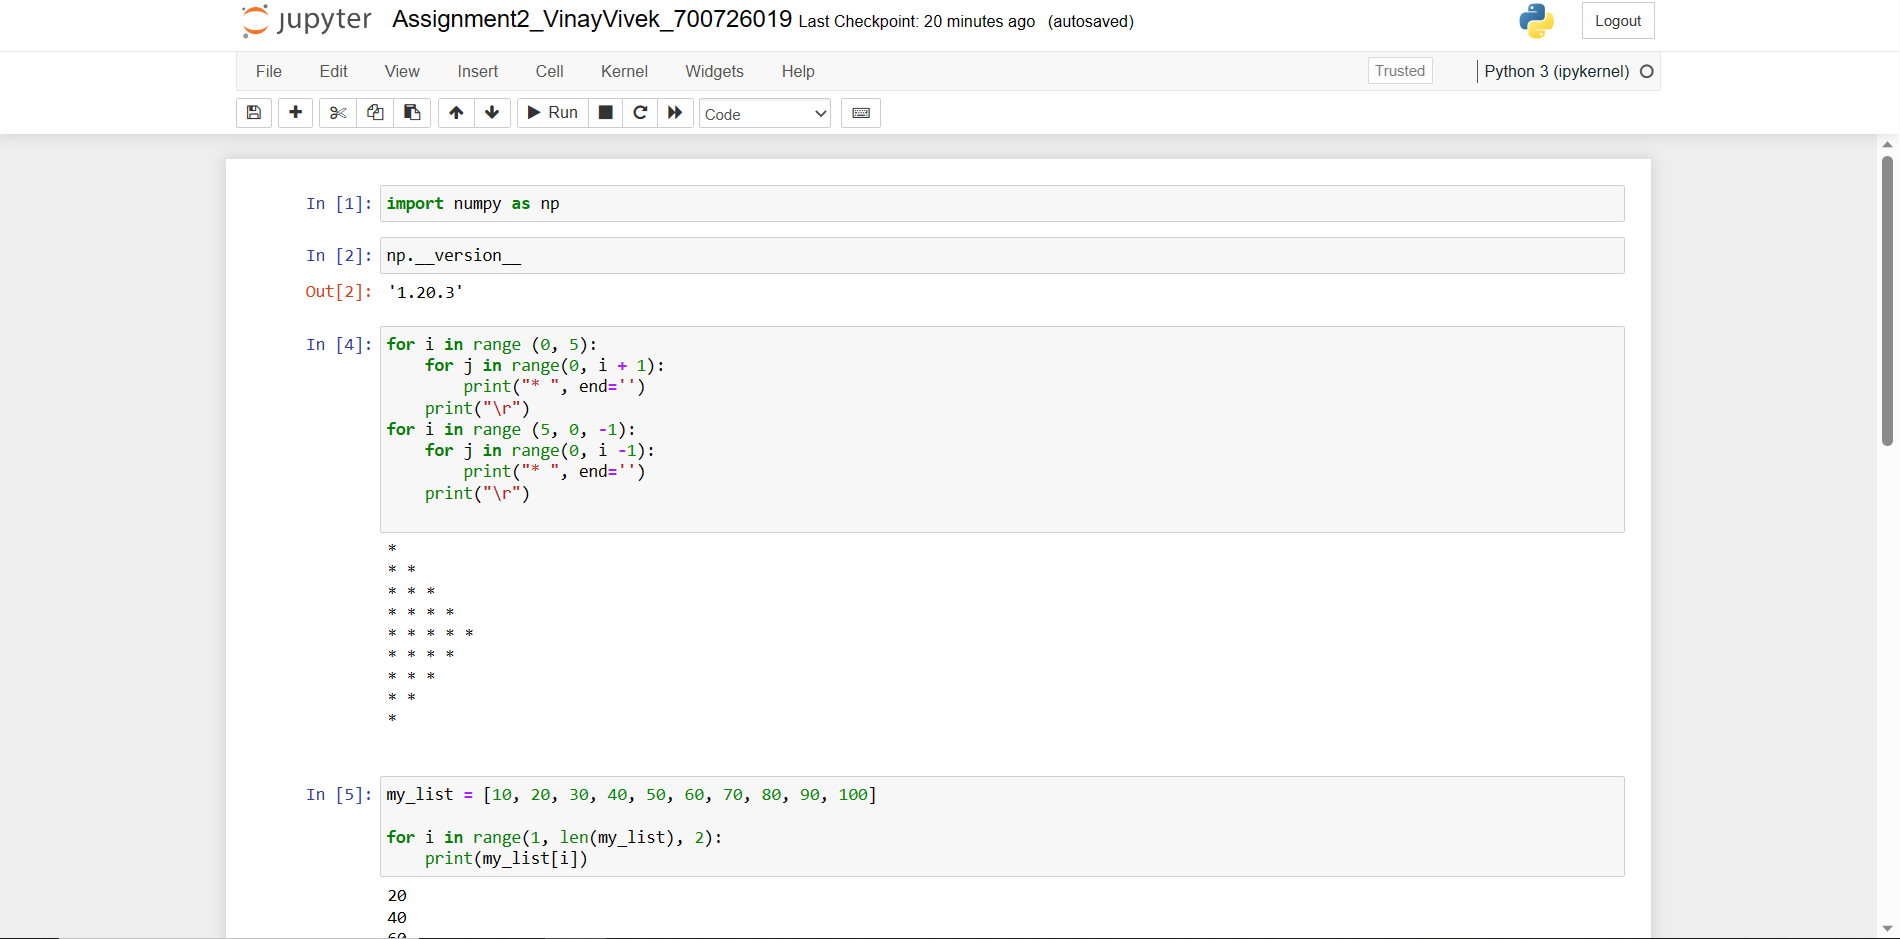 jupyter Assignment2_VinayVivek_700726019 Last Checkpoint: 20 minutes ago (autosaved) Logout
File Edit View Insert Cell Kernel Widgets Help Trusted Python 3 (ipykernel)
Run Code
In [1]: import numpy as np
In [2]: np.__version__
Out[2]: '1.20.3'
In [4]: for i in range (0, 5):
    for j in range(0, i + 1):
        print("* ", end='')
    print("\r")
for i in range (5, 0, -1):
    for j in range(0, i -1):
        print("* ", end='')
    print("\r")
*
* *
* * *
* * * *
* * * * *
* * * *
* * *
* *
*
In [5]: my_list = [10, 20, 30, 40, 50, 60, 70, 80, 90, 100]
for i in range(1, len(my_list), 2):
    print(my_list[i])
20
40
60